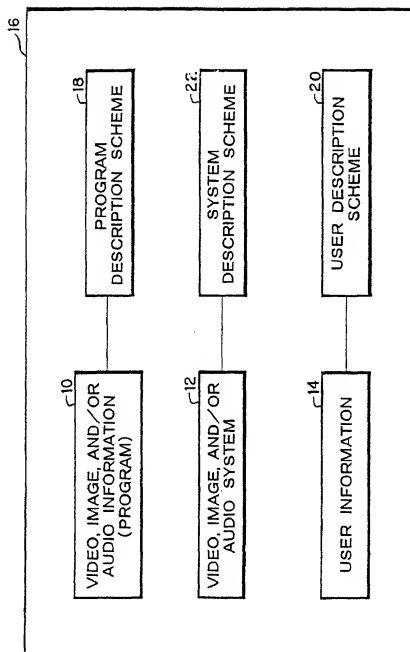 16
10
VIDEO, IMAGE, AND/OR
AUDIO INFORMATION
(PROGRAM)
18
PROGRAM
DESCRIPTION SCHEME
12
VIDEO, IMAGE, AND/OR
AUDIO SYSTEM
22
SYSTEM
DESCRIPTION SCHEME
14
USER INFORMATION
20
USER DESCRIPTION
SCHEME